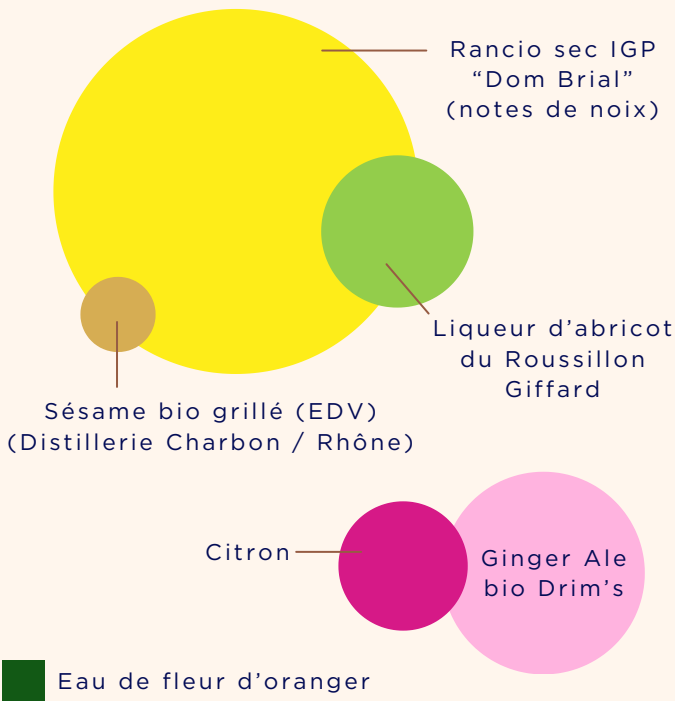 Rancio sec IGP
“Dom Brial”
(notes de noix)
Liqueur d’abricot
du Roussillon
Giffard
Sésame bio grillé (EDV)
(Distillerie Charbon / Rhône)
Citron
Ginger Ale
bio Drim’s
Eau de fleur d’oranger